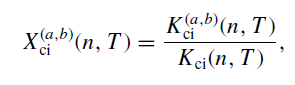 X_{ci}^{(a,b)}(n, T) = \frac{K_{ci}^{(a,b)}(n, T)}{K_{ci}(n, T)},